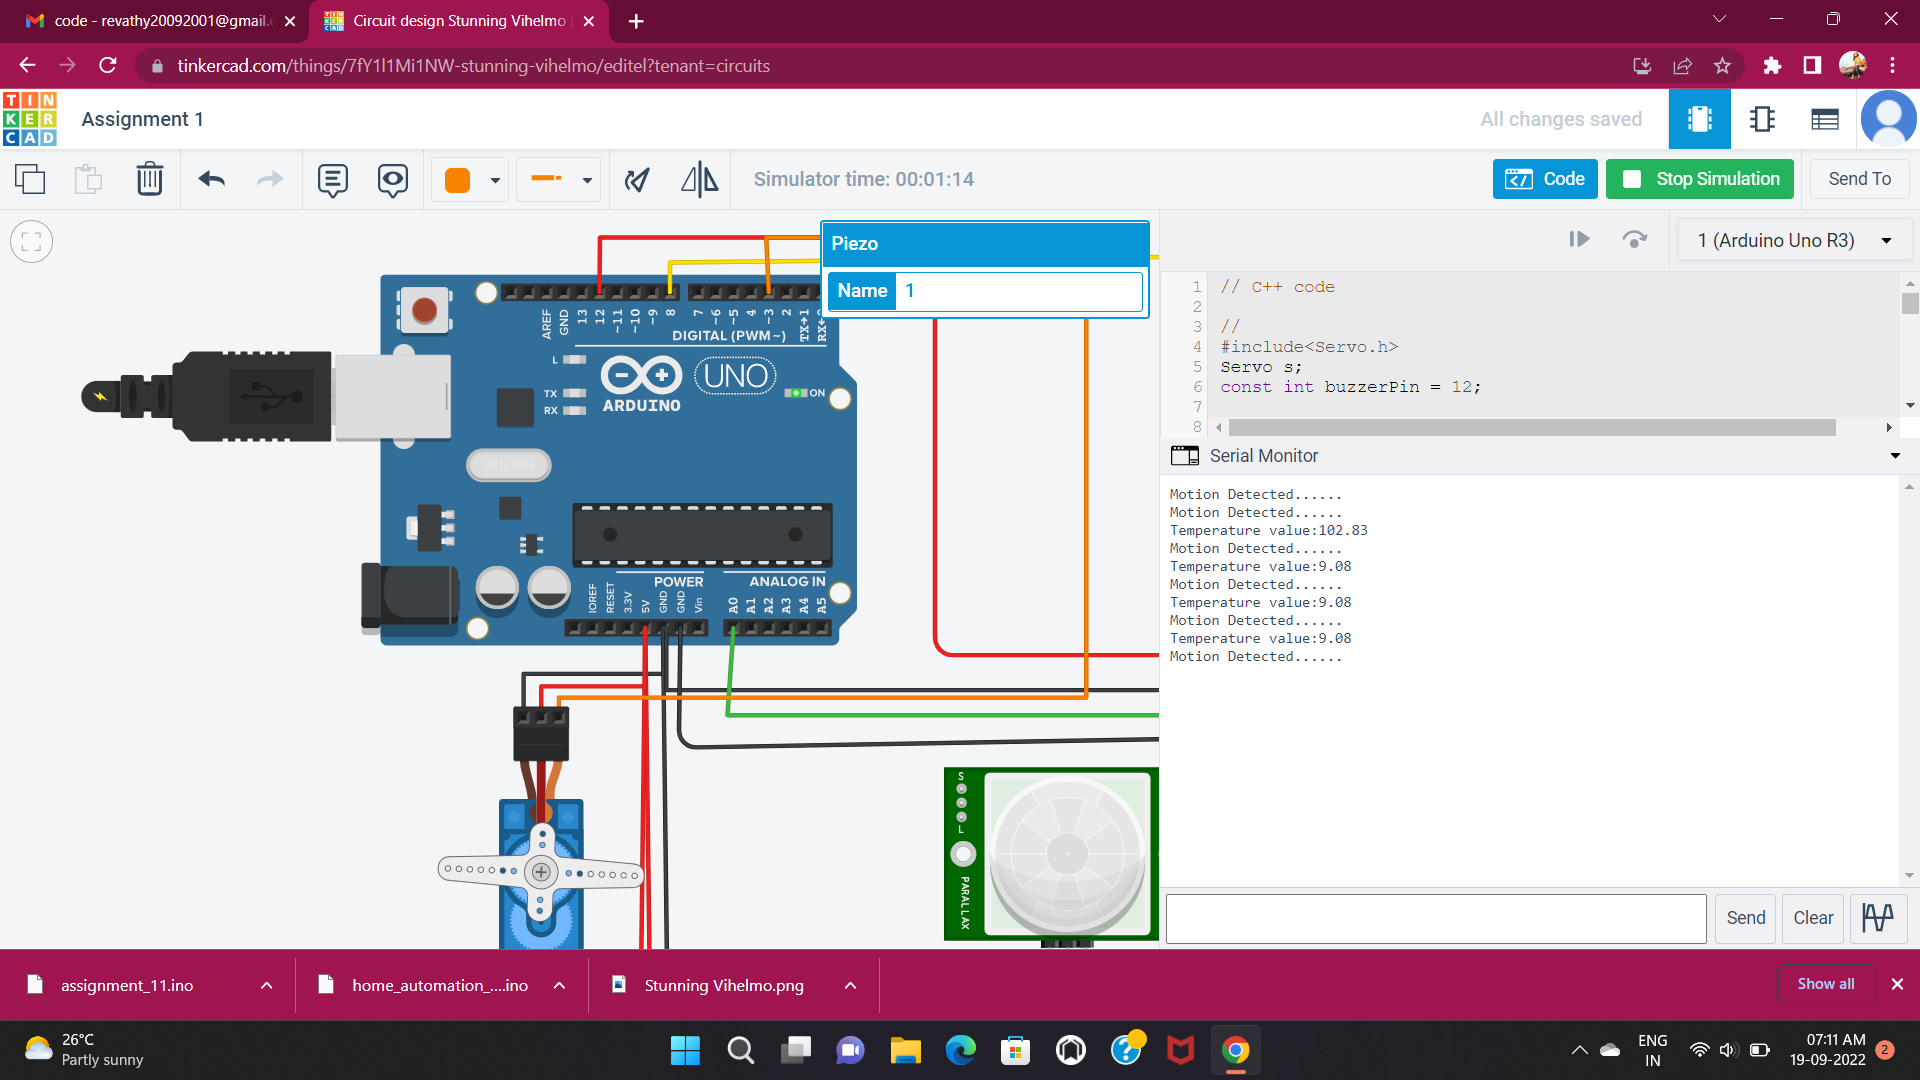 code - revathy20092001@gmail.c
Circuit design Stunning Vihelmo
tinkercad.com/things/7fY1l1Mi1NW-stunning-vihelmo/editel?tenant=circuits
TIN
KER
CAD
Assignment 1
All changes saved
Simulator time: 00:01:14
Code
Stop Simulation
Send To
Piezo
Name 1
1 (Arduino Uno R3)
AREF
GND
13
12
~11
~10
~9
8
7
~6
~5
4
~3
2
TX→1
DIGITAL (PWM~)
L
TX
RX
ARDUINO
UNO
ON
POWER
ANALOG IN
IOREF
RESET
3.3V
5V
GND
GND
Vin
A0
A1
A2
A3
A4
A5
S
L
PARALLAX
1 // C++ code
2
3 //
4 #include<Servo.h>
5 Servo s;
6 const int buzzerPin = 12;
7
8
Serial Monitor
Motion Detected......
Motion Detected......
Temperature value:102.83
Motion Detected......
Temperature value:9.08
Motion Detected......
Temperature value:9.08
Motion Detected......
Temperature value:9.08
Motion Detected......
Send
Clear
assignment_11.ino
home_automation_....ino
Stunning Vihelmo.png
Show all
26°C
Partly sunny
ENG
IN
07:11 AM
19-09-2022
2